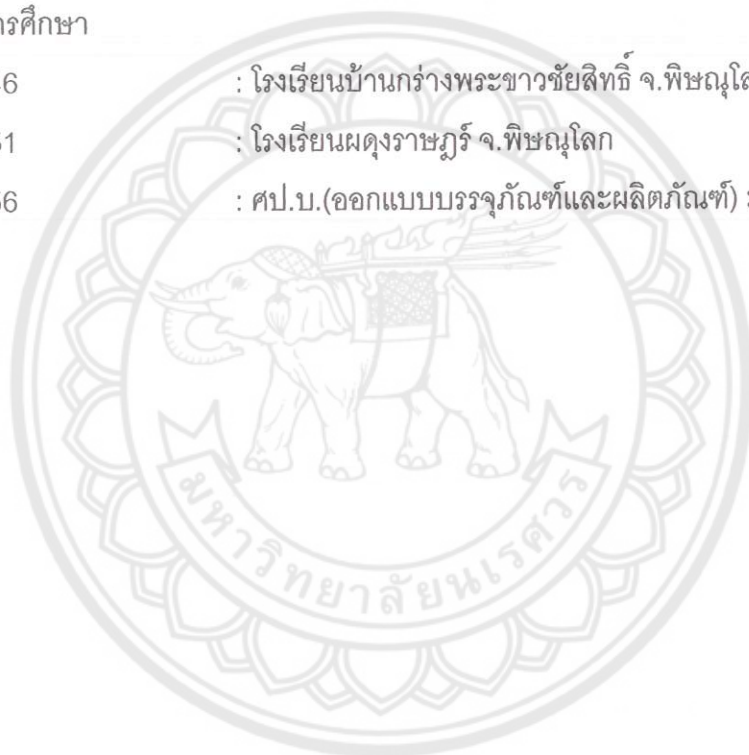 รศึกษา
6 : โรงเรียนบ้านกร่างพระขาวชัยสิทธิ์ จ.พิษณุโล
1 : โรงเรียนผดุงราษฎร์ จ.พิษณุโลก
6 : ศป.บ.(ออกแบบบรรจุภัณฑ์และผลิตภัณฑ์)
มหาวิทยาลัยนเรศวร